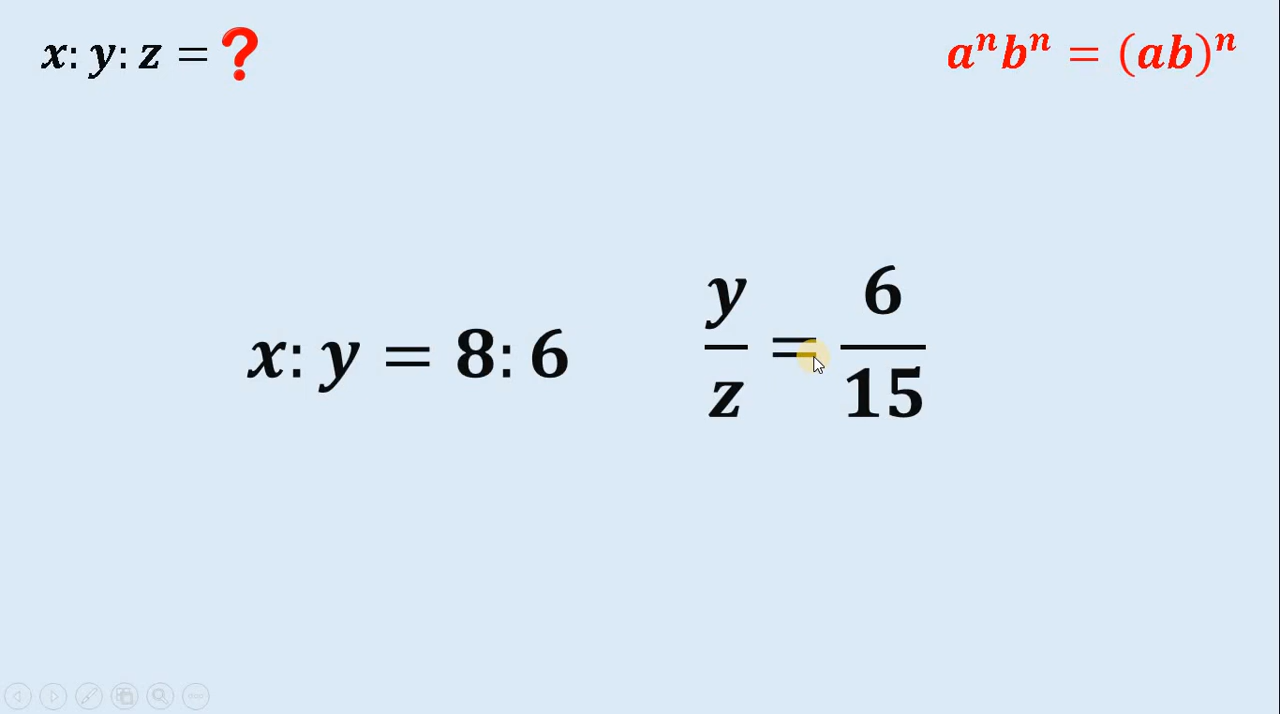 x: y: z = ❓
aⁿbⁿ = (ab)ⁿ
x: y = 8: 6
y/z = 6/15